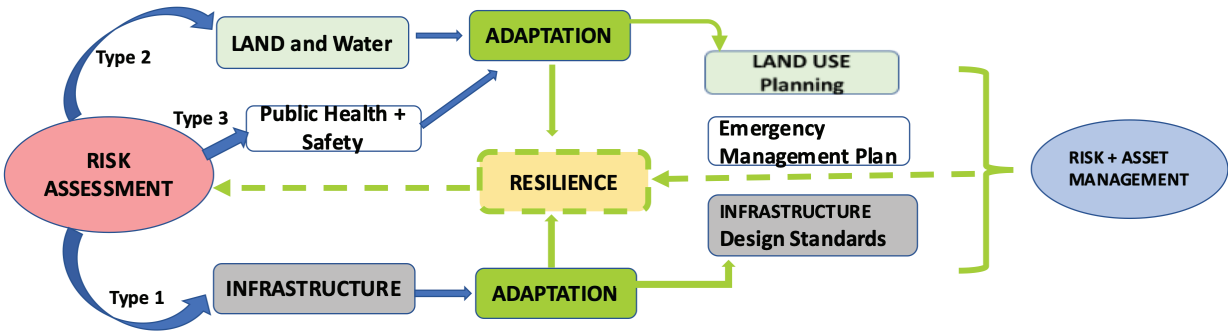 Type 2
LAND and Water
ADAPTATION
LAND USE
Planning
Type 3
Public Health +
Safety
Emergency
Management Plan
RISK
ASSESSMENT
RESILIENCE
RISK + ASSET
MANAGEMENT
INFRASTRUCTURE
Design Standards
Type 1
INFRASTRUCTURE
ADAPTATION